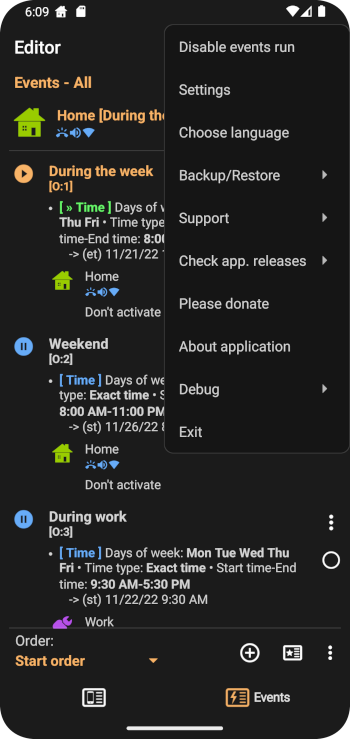 6:09
Editor
Events - All
Home [During the
Disable events run
Settings
Choose language
Backup/Restore
Support
Check app. releases
Please donate
About application
Debug
Exit
During the week
[O:1]
• [ » Time ] Days of
Thu Fri • Time type
time-End time: 8:00
-> (et) 11/21/22
Home
Don't activate
Weekend
[O:2]
• [ Time ] Days of we
type: Exact time • S
8:00 AM-11:00 PM
-> (st) 11/26/22 8
Home
Don't activate
During work
[O:3]
• [ Time ] Days of week: Mon Tue Wed Thu
Fri • Time type: Exact time • Start time-End
time: 9:30 AM-5:30 PM
-> (st) 11/22/22 9:30 AM
Work
Order:
Start order
Events